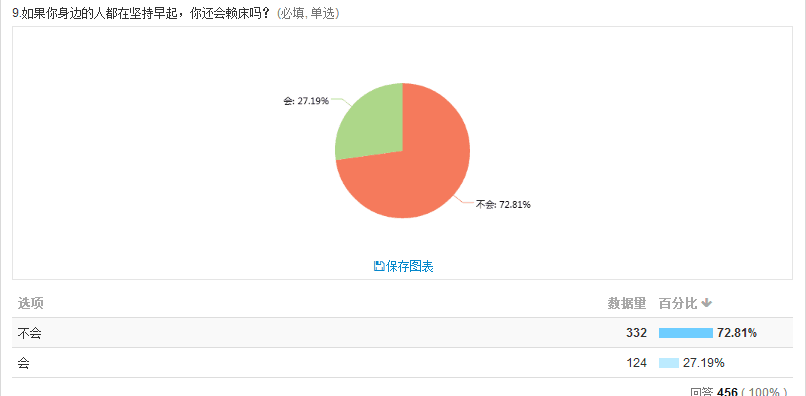 9.如果你身边的人都在坚持早起，你还会赖床吗？ (必填, 单选)
会: 27.19%
不会: 72.81%
保存图表
选项 数据量 百分比
不会 332 72.81%
会 124 27.19%
回答 456 ( 100% )